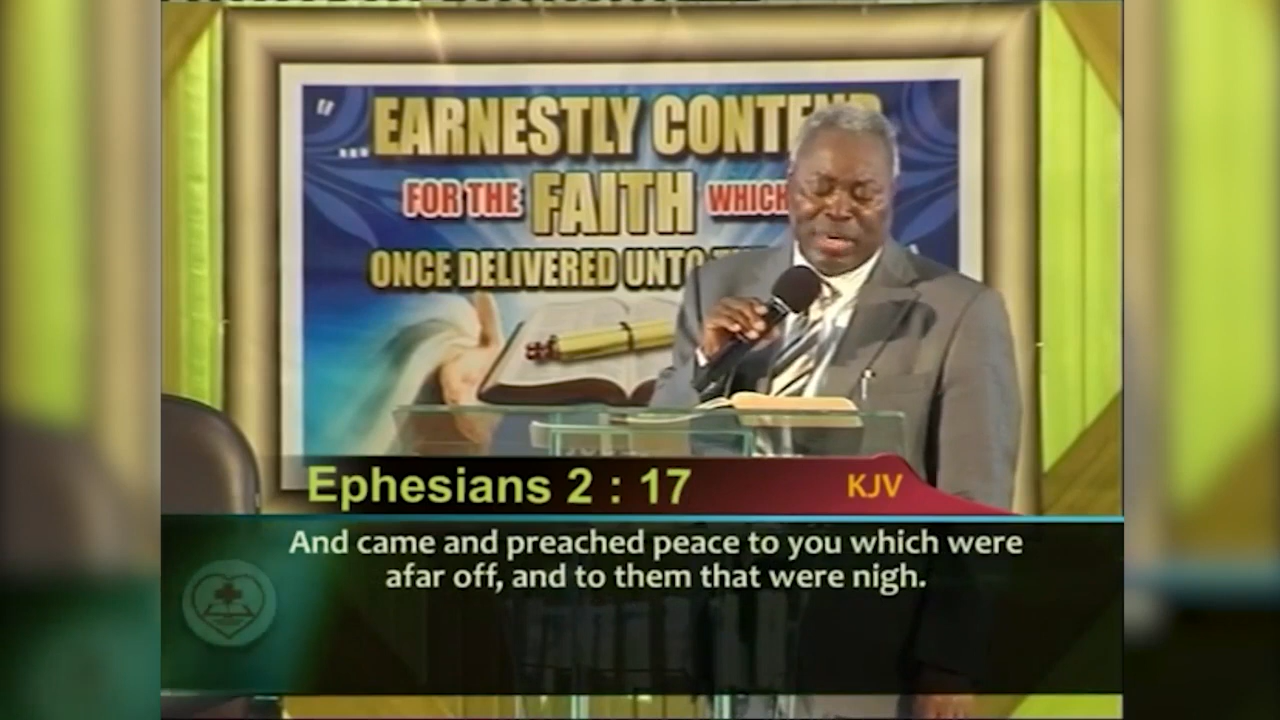 "
...EARNESTLY CONTEND
FOR THE FAITH WHICH
ONCE DELIVERED UNTO
Ephesians 2 : 17
KJV
And came and preached peace to you which were
afar off, and to them that were nigh.